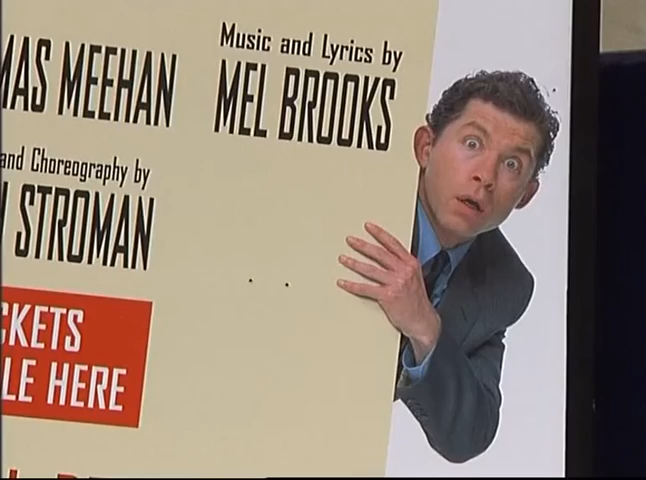 MAS MEEHAN
Music and Lyrics by
MEL BROOKS
and Choreography by
STROMAN
CKETS
LE HERE